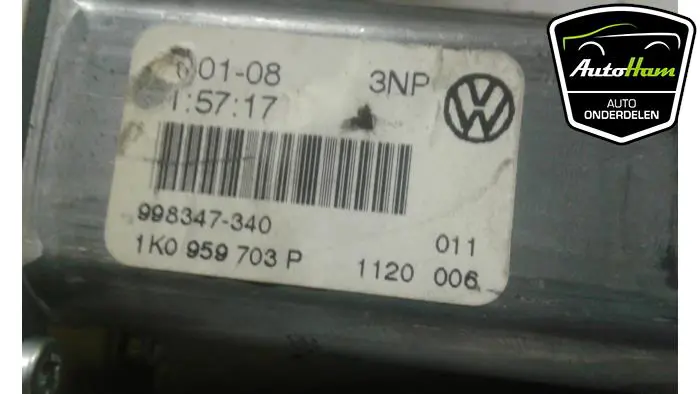 01-08
:57:17
3NP
998347-340
1K0 959 703 P
011
1120 006
AutoHam
AUTO
ONDERDELEN